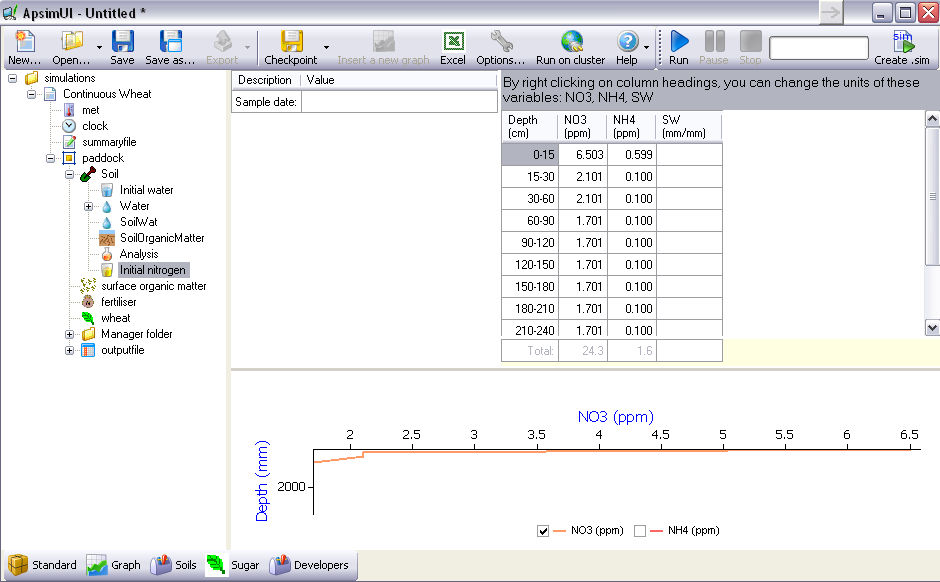 ApsimUI - Untitled *
New... Open... Save Save as... Export Checkpoint Insert a new graph Excel Options... Run on cluster Help Run Pause Stop sim Create .sim
simulations
Continuous Wheat
met
clock
summaryfile
paddock
Soil
Initial water
Water
SoilWat
SoilOrganicMatter
Analysis
Initial nitrogen
surface organic matter
fertiliser
wheat
Manager folder
outputfile
Description Value
Sample date:
By right clicking on column headings, you can change the units of these
variables: NO3, NH4, SW
Depth NO3 NH4 SW
(cm) (ppm) (ppm) (mm/mm)
0-15 6.503 0.599
15-30 2.101 0.100
30-60 2.101 0.100
60-90 1.701 0.100
90-120 1.701 0.100
120-150 1.701 0.100
150-180 1.701 0.100
180-210 1.701 0.100
210-240 1.701 0.100
Total: 24.3 1.6
NO3 (ppm)
2 2.5 3 3.5 4 4.5 5 5.5 6 6.5
Depth (mm)
2000
NO3 (ppm) NH4 (ppm)
Standard Graph Soils Sugar Developers